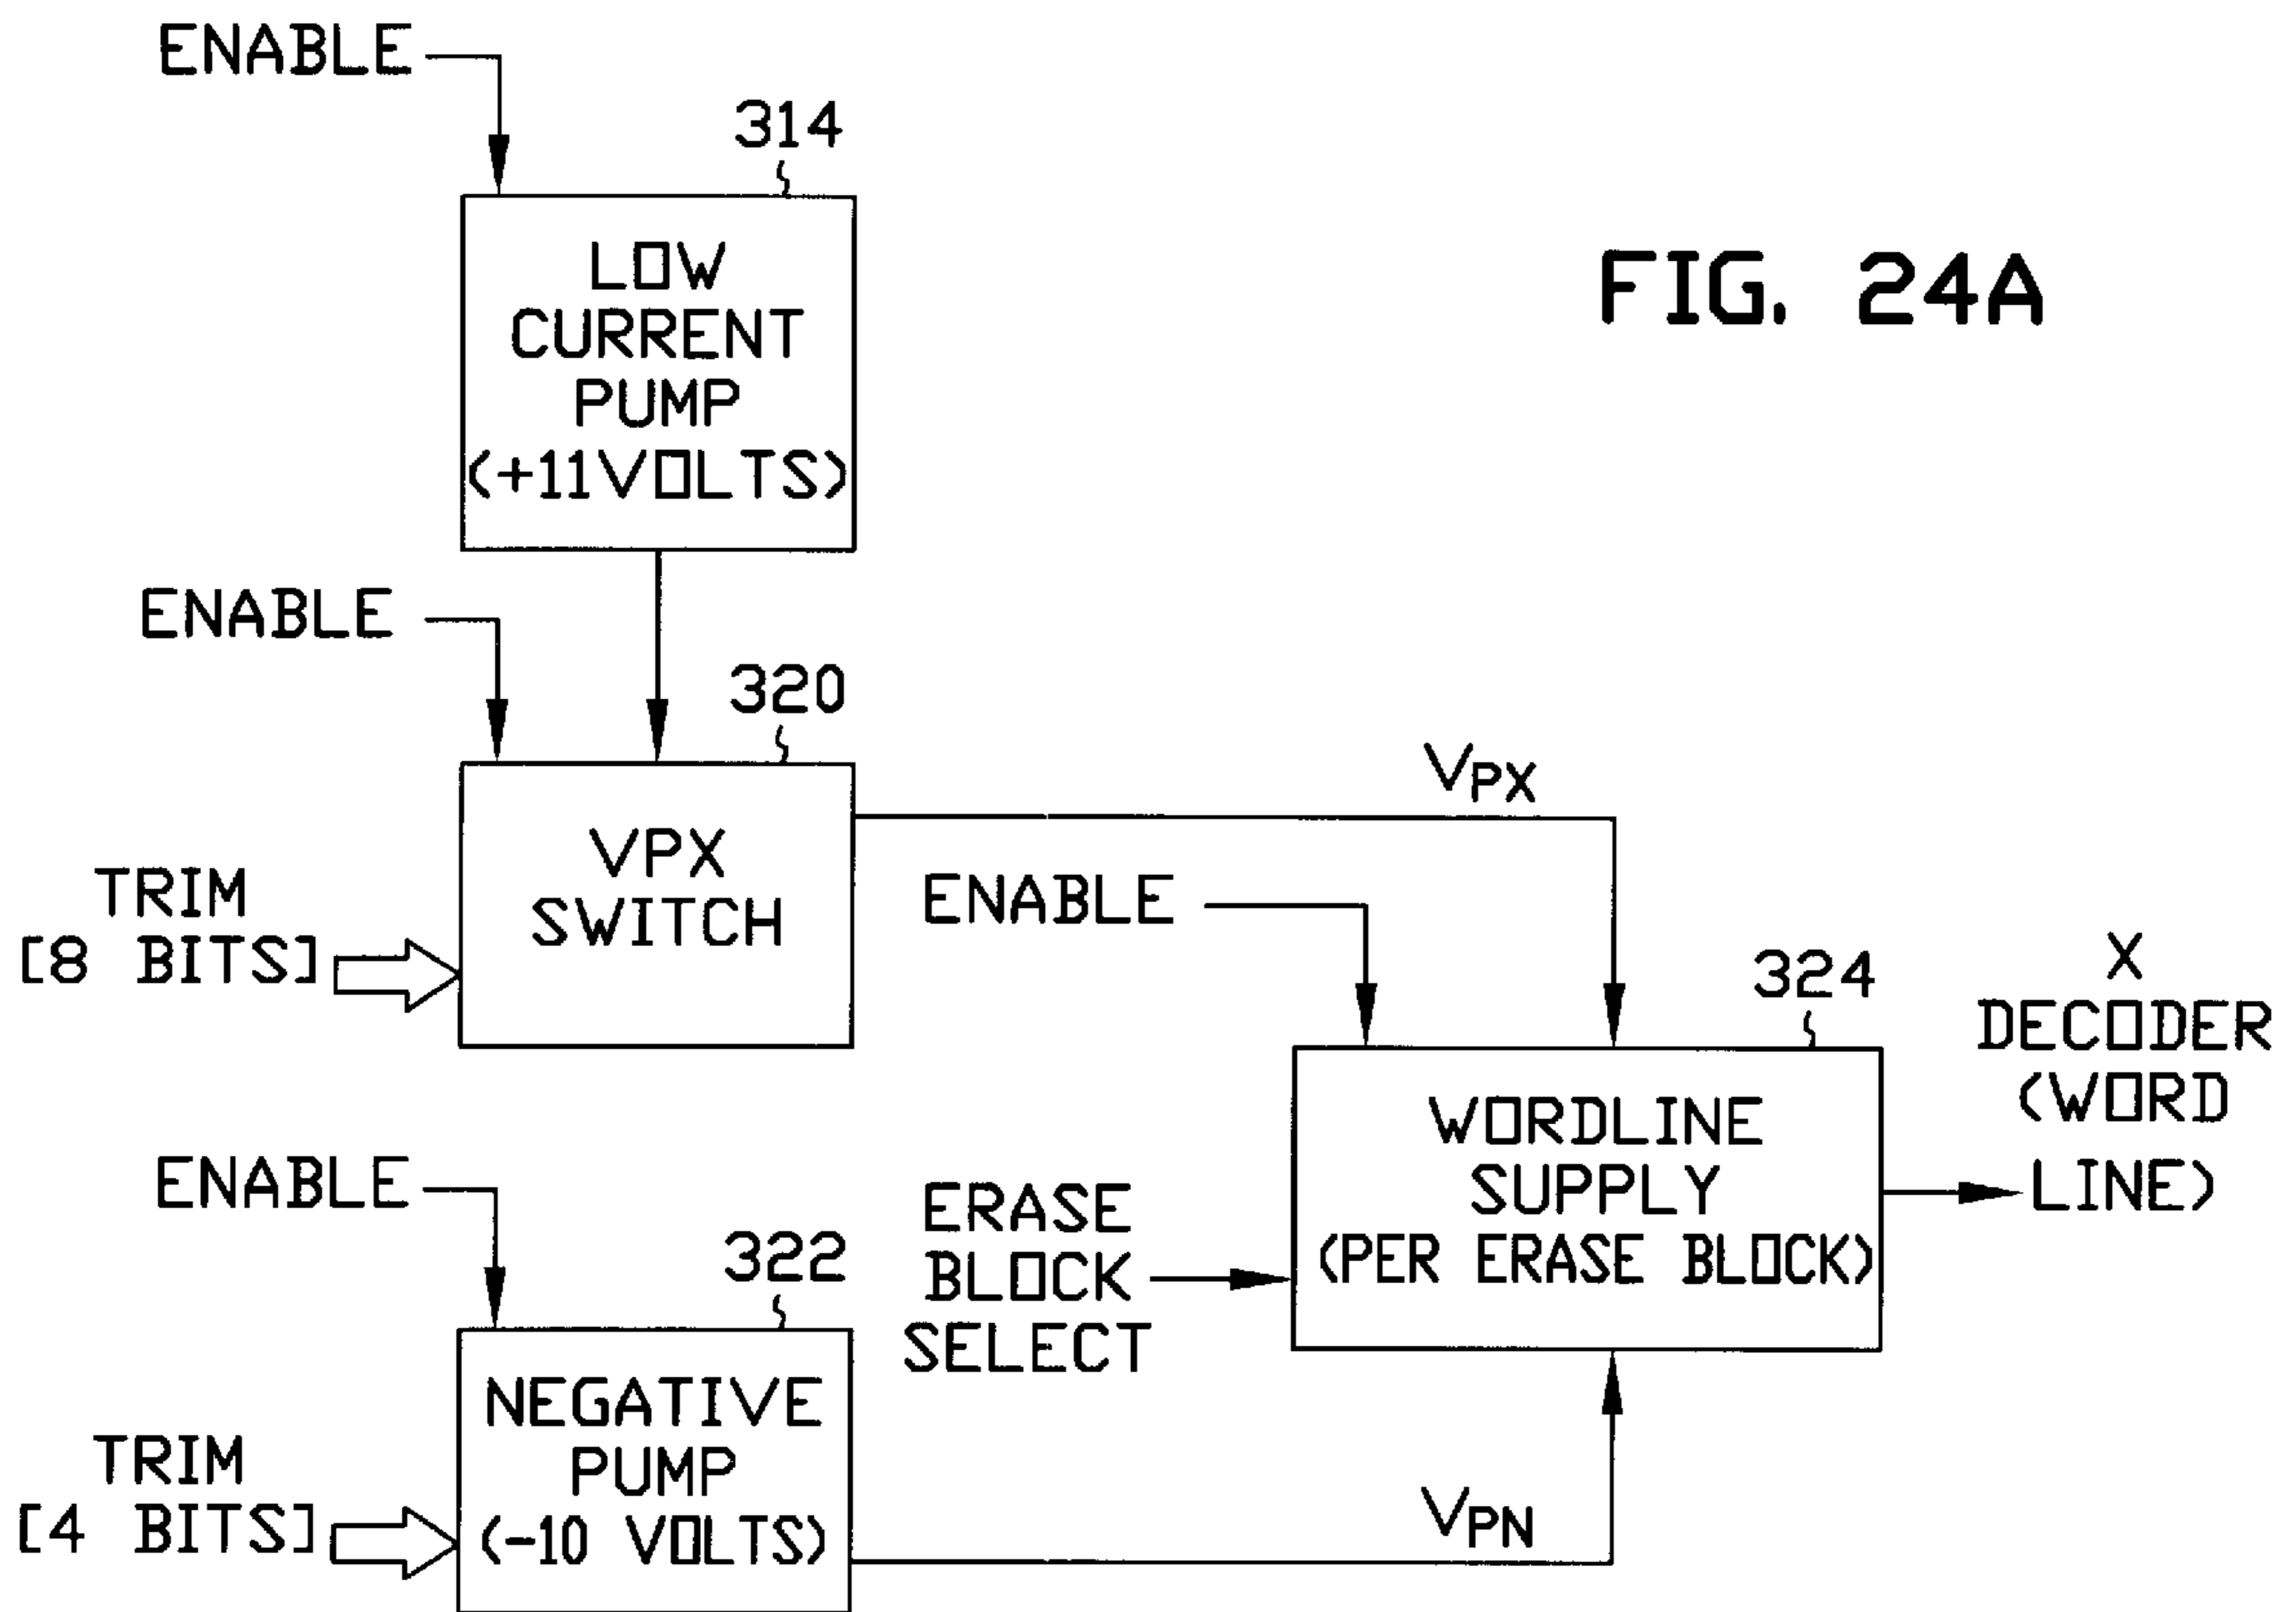 ENABLE
314
LOW
CURRENT
PUMP
(+11VOLTS)
FIG. 24A
ENABLE
320
VPX
SWITCH
TRIM
[8 BITS]
VPX
ENABLE
324
X
DECODER
(WORD
LINE)
WORDLINE
SUPPLY
(PER ERASE BLOCK)
ERASE
BLOCK
SELECT
ENABLE
322
NEGATIVE
PUMP
(-10 VOLTS)
TRIM
[4 BITS]
VPN